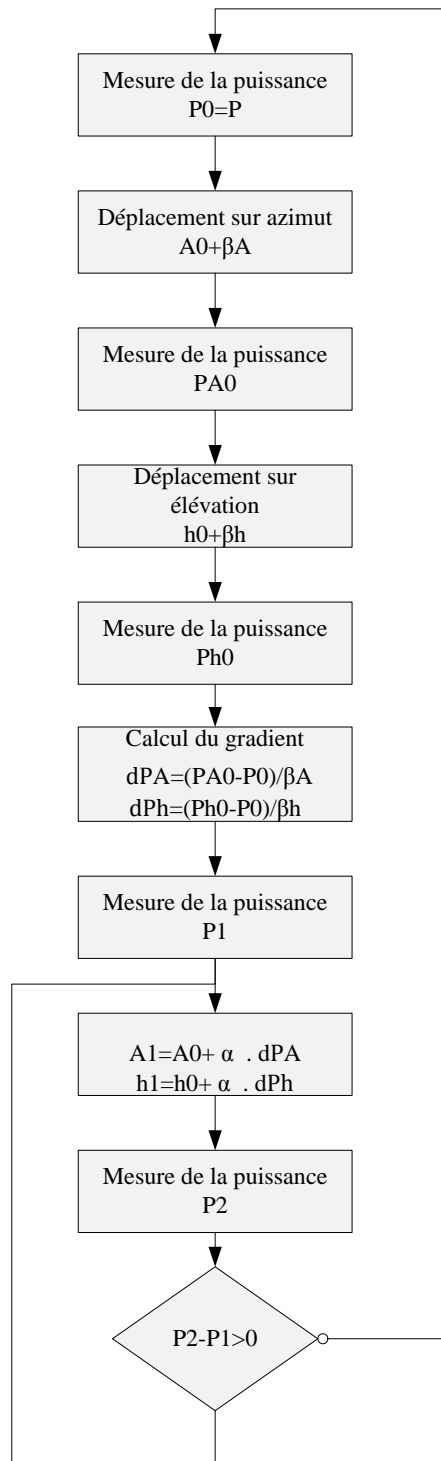 Mesure de la puissance
P0=P
Déplacement sur azimut
A0+βA
Mesure de la puissance
PA0
Déplacement sur
élévation
h0+βh
Mesure de la puissance
Ph0
Calcul du gradient
dPA=(PA0-P0)/βA
dPh=(Ph0-P0)/βh
Mesure de la puissance
P1
A1=A0+ α . dPA
h1=h0+ α . dPh
Mesure de la puissance
P2
P2-P1>0